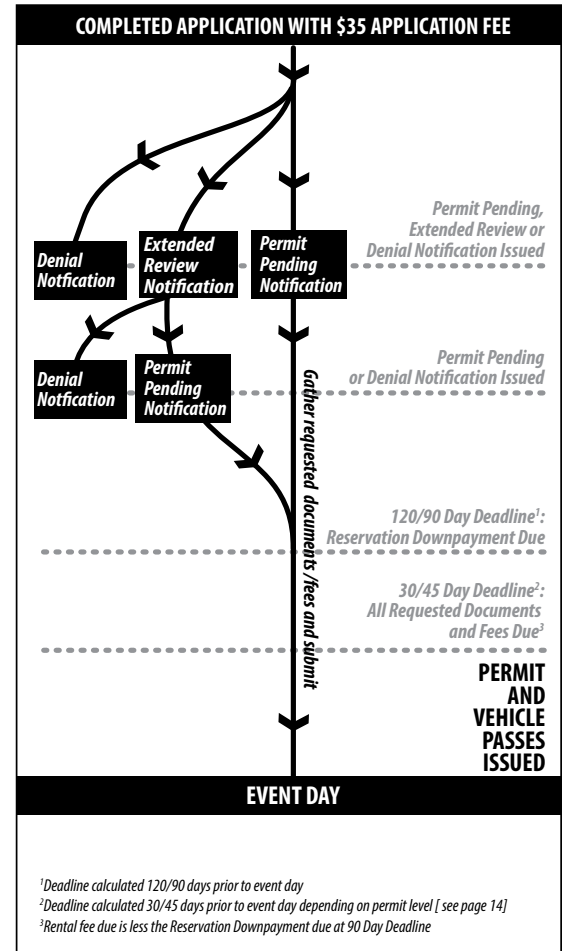 COMPLETED APPLICATION WITH $35 APPLICATION FEE
Permit Pending,
Extended Review or
Denial Notification Issued
Denial
Notfication
Extended
Review
Notification
Permit
Pending
Notification
Permit Pending
or Denial Notification Issued
Denial
Notfication
Permit
Pending
Notification
Gather requested documents /fees and submit
120/90 Day Deadline¹:
Reservation Downpayment Due
30/45 Day Deadline²:
All Requested Documents
and Fees Due³
PERMIT
AND
VEHICLE
PASSES
ISSUED
EVENT DAY
¹Deadline calculated 120/90 days prior to event day
²Deadline calculated 30/45 days prior to event day depending on permit level [ see page 14]
³Rental fee due is less the Reservation Downpayment due at 90 Day Deadline